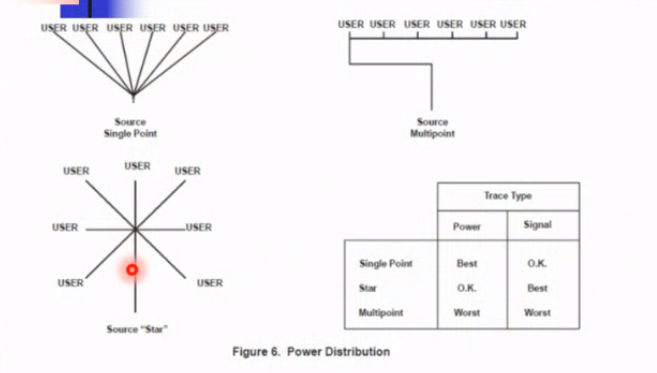 USER USER USER USER USER USER
Source
Single Point
USER USER USER USER USER USER
Source
Multipoint
USER
USER
USER
USER
USER
USER
USER
Source "Star"
Trace Type
Power Signal
Single Point Best O.K.
Star O.K. Best
Multipoint Worst Worst
Figure 6. Power Distribution